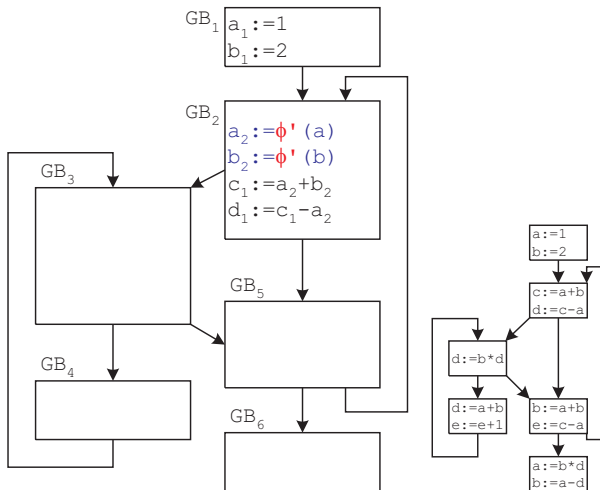 GB₁
a₁:=1
b₁:=2
GB₂
a₂:=ϕ'(a)
b₂:=ϕ'(b)
c₁:=a₂+b₂
d₁:=c₁-a₂
GB₃
GB₅
GB₄
GB₆
a:=1
b:=2
c:=a+b
d:=c-a
d:=b*d
d:=a+b
e:=e+1
b:=a+b
e:=c-a
a:=b*d
b:=a-d